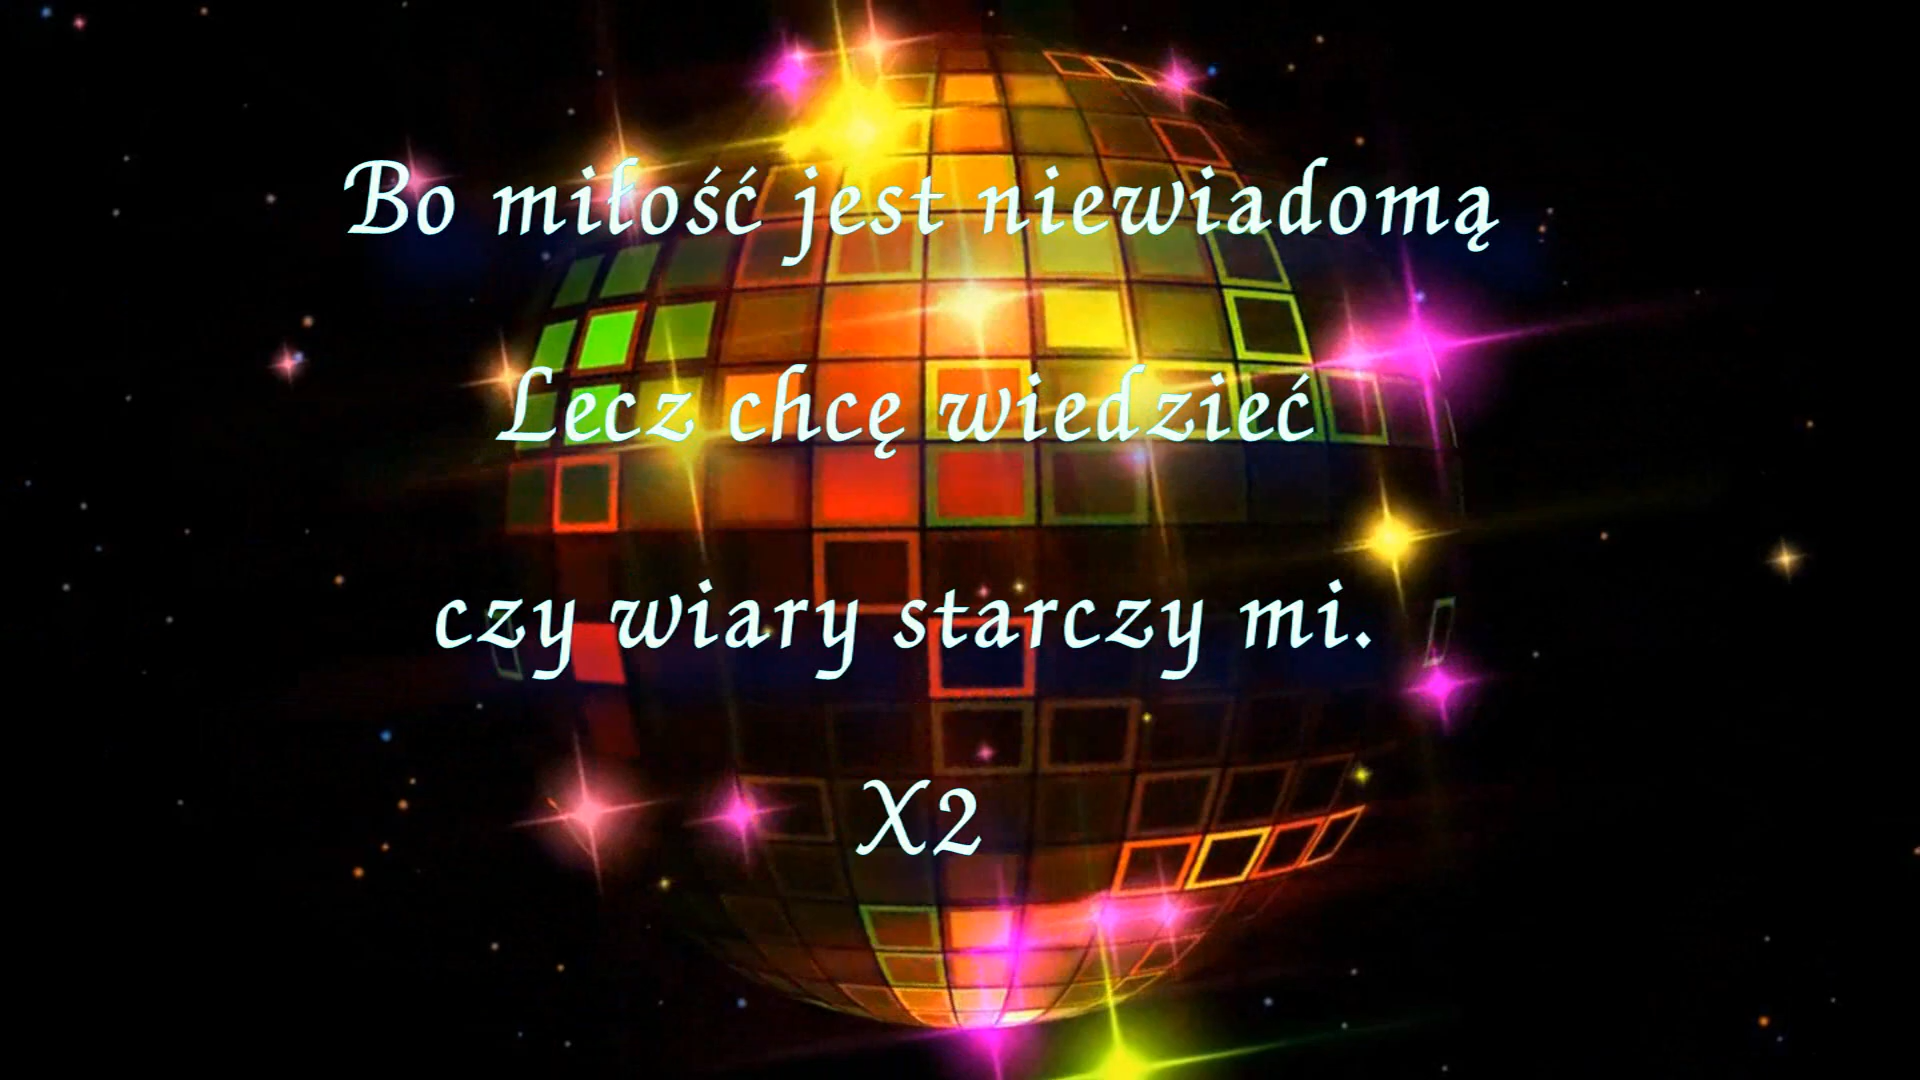 Bo miłość jest niewiadomą
Lecz chcę wiedzieć
czy wiary starczy mi.
X2